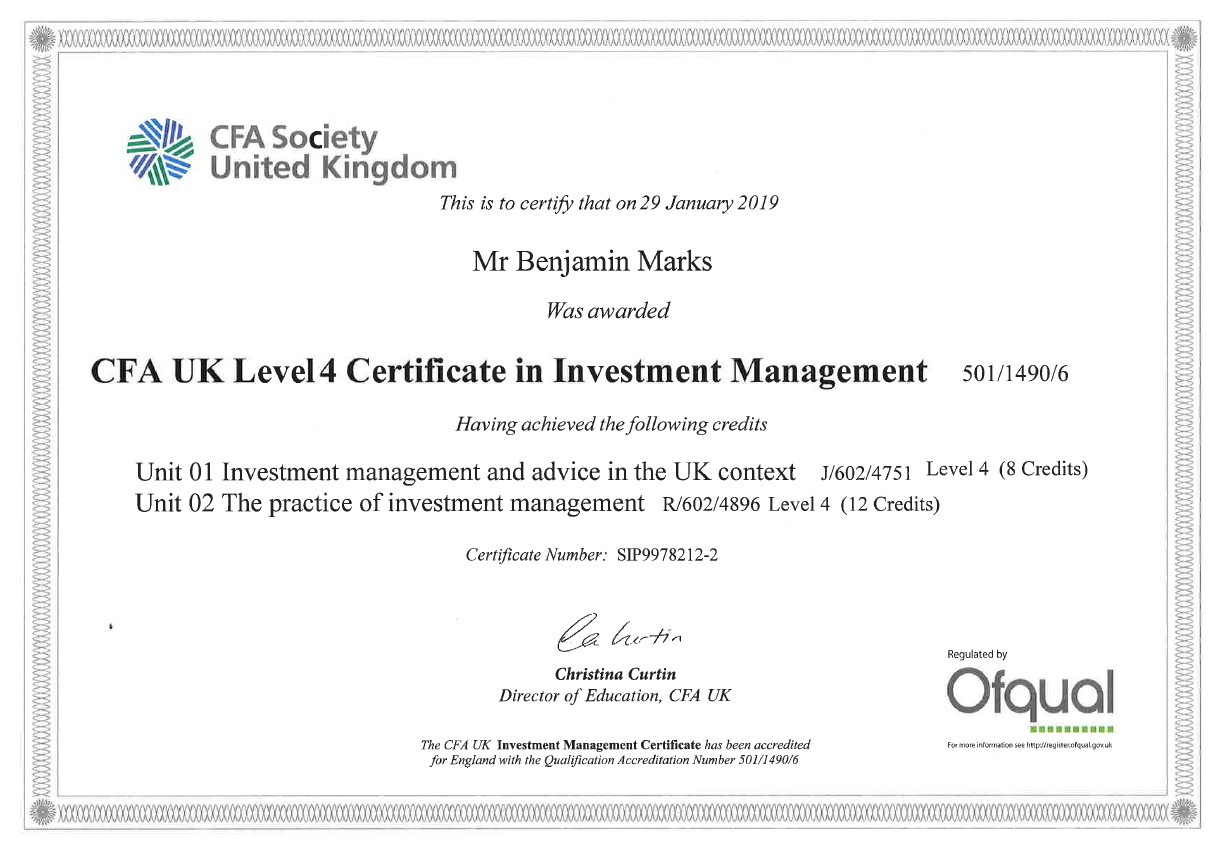 CFA Society
United Kingdom
This is to certify that on 29 January 2019
Mr Benjamin Marks
Was awarded
CFA UK Level 4 Certificate in Investment Management 501/1490/6
Having achieved the following credits
Unit 01 Investment management and advice in the UK context J/602/4751 Level 4 (8 Credits)
Unit 02 The practice of investment management R/602/4896 Level 4 (12 Credits)
Certificate Number: SIP9978212-2
Ca Curtin
Christina Curtin
Director of Education, CFA UK
Regulated by
Ofqual
For more information see http://register.ofqual.gov.uk
The CFA UK Investment Management Certificate has been accredited
for England with the Qualification Accreditation Number 501/1490/6